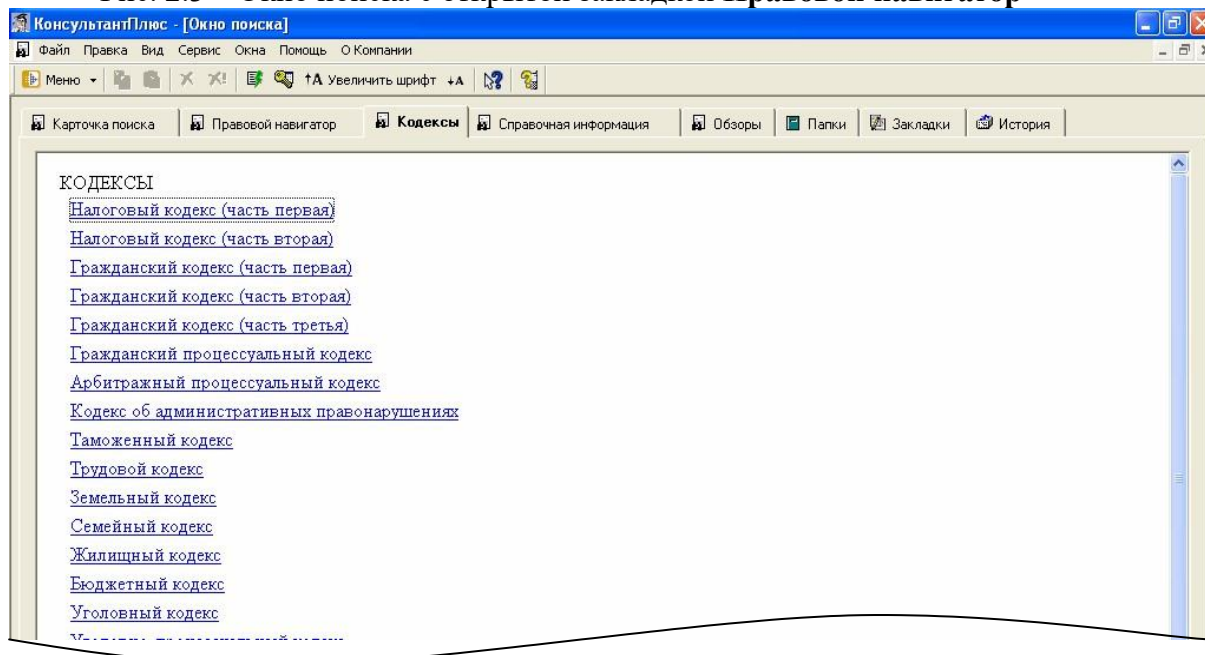 КонсультантПлюс - [Окно поиска]
Файл Правка Вид Сервис Окна Помощь О Компании
Меню А Увеличить шрифт А
Карточка поиска Правовой навигатор Кодексы Справочная информация Обзоры Папки Закладки История
КОДЕКСЫ
Налоговый кодекс (часть первая)
Налоговый кодекс (часть вторая)
Гражданский кодекс (часть первая)
Гражданский кодекс (часть вторая)
Гражданский кодекс (часть третья)
Гражданский процессуальный кодекс
Арбитражный процессуальный кодекс
Кодекс об административных правонарушениях
Таможенный кодекс
Трудовой кодекс
Земельный кодекс
Семейный кодекс
Жилищный кодекс
Бюджетный кодекс
Уголовный кодекс